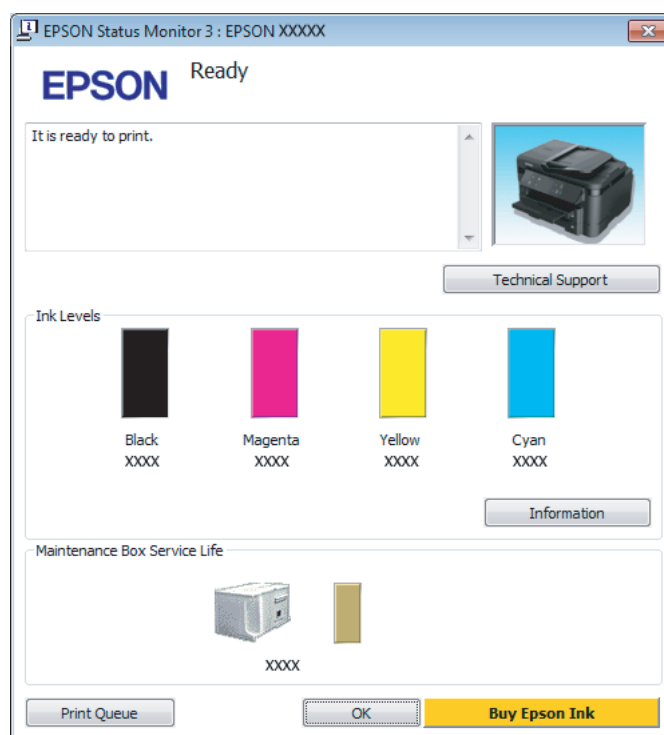 EPSON Status Monitor 3 : EPSON XXXXX
EPSON
Ready
It is ready to print.
Technical Support
Ink Levels
Black Magenta Yellow Cyan
XXXX XXXX XXXX XXXX
Information
Maintenance Box Service Life
XXXX
Print Queue OK Buy Epson Ink